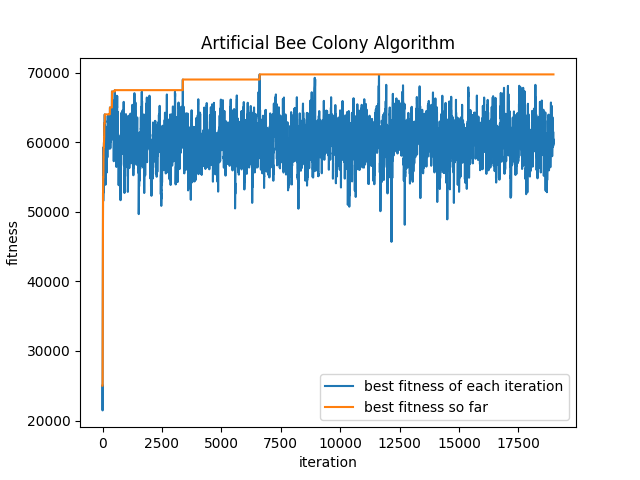 Artificial Bee Colony Algorithm
70000
60000
50000
40000
30000
20000
fitness
best fitness of each iteration
best fitness so far
0 2500 5000 7500 10000 12500 15000 17500
iteration